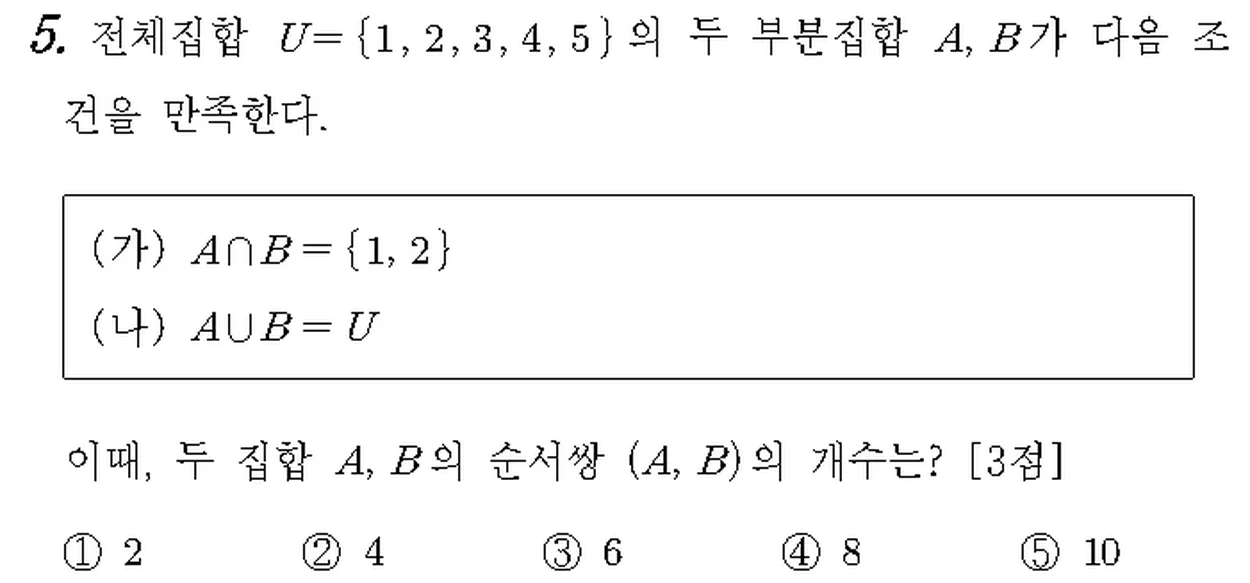 5. 전체집합 U={1, 2, 3, 4, 5}의 두 부분집합 A, B가 다음 조
건을 만족한다.
(가) A∩B={1, 2}
(나) A∪B=U
이때, 두 집합 A, B의 순서쌍 (A, B)의 개수는? [3점]
① 2 ② 4 ③ 6 ④ 8 ⑤ 10